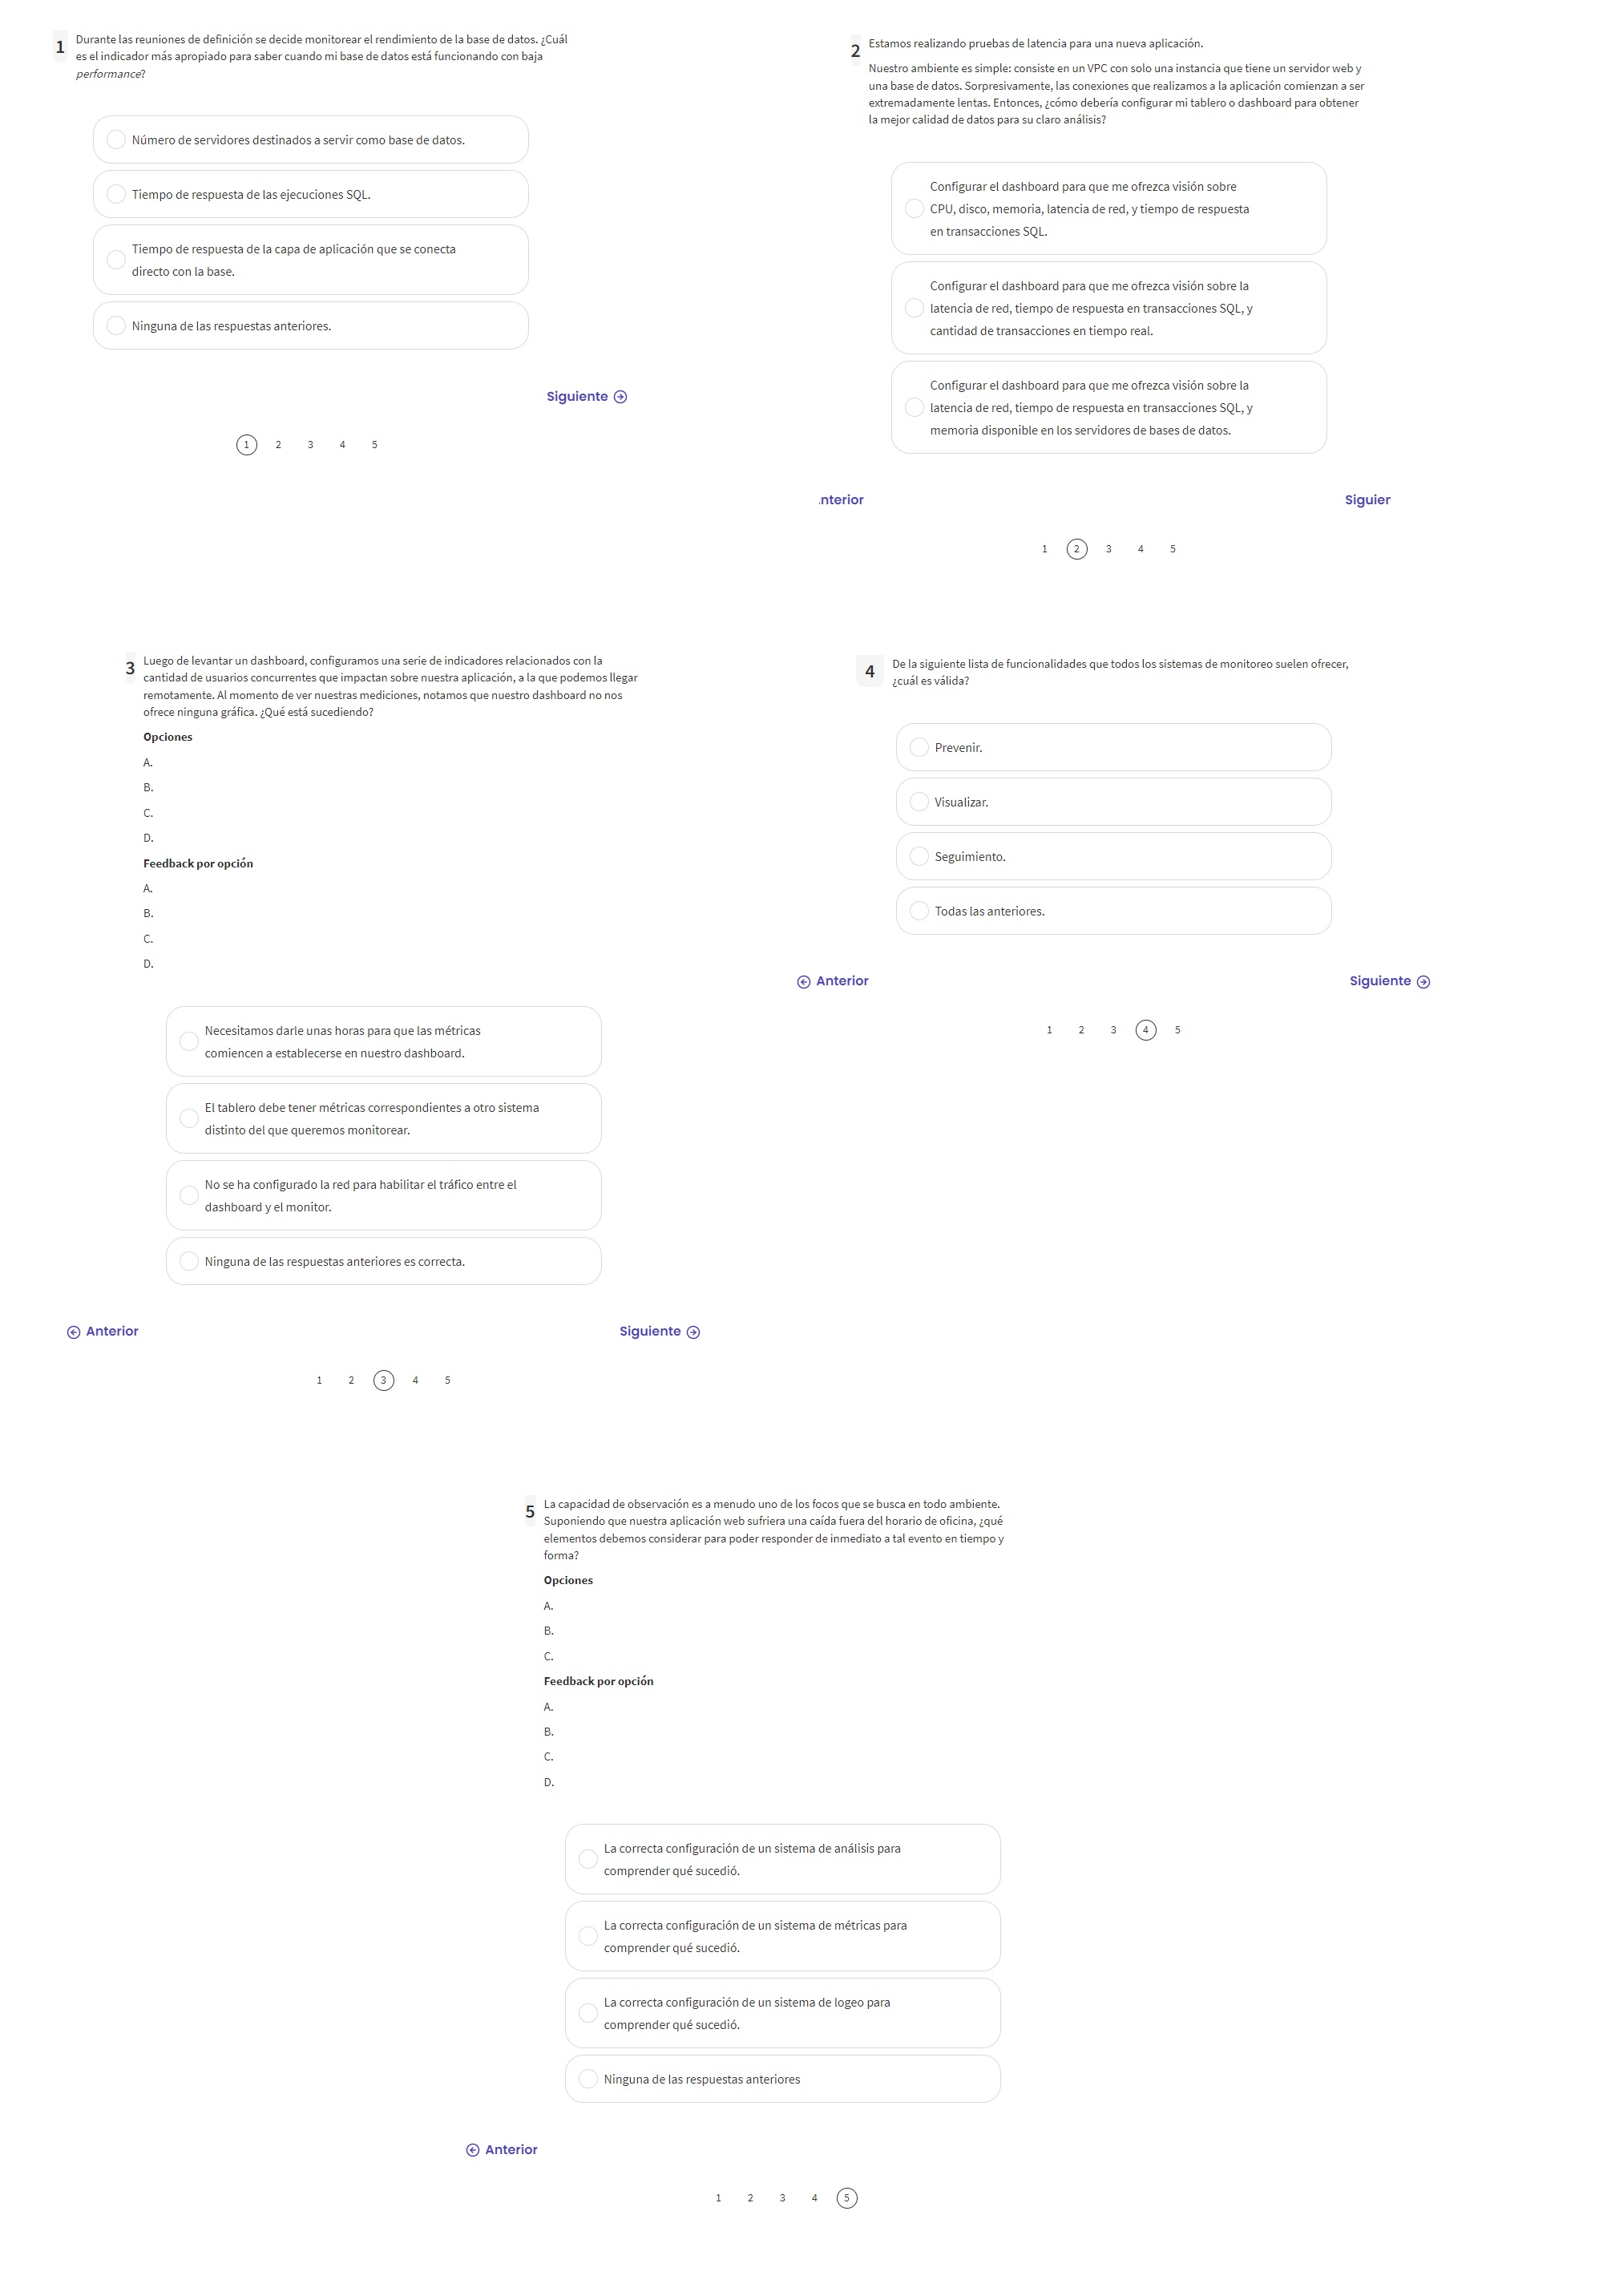 1
Durante las reuniones de definición se decide monitorear el rendimiento de la base de datos. ¿Cuál
es el indicador más apropiado para saber cuando mi base de datos está funcionando con baja
performance?
Número de servidores destinados a servir como base de datos.
Tiempo de respuesta de las ejecuciones SQL.
Tiempo de respuesta de la capa de aplicación que se conecta
directo con la base.
Ninguna de las respuestas anteriores.
Siguiente
1 2 3 4 5
2
Estamos realizando pruebas de latencia para una nueva aplicación.
Nuestro ambiente es simple: consiste en un VPC con solo una instancia que tiene un servidor web y
una base de datos. Sorpresivamente, las conexiones que realizamos a la aplicación comienzan a ser
extremadamente lentas. Entonces, ¿cómo debería configurar mi tablero o dashboard para obtener
la mejor calidad de datos para su claro análisis?
Configurar el dashboard para que me ofrezca visión sobre
CPU, disco, memoria, latencia de red, y tiempo de respuesta
en transacciones SQL.
Configurar el dashboard para que me ofrezca visión sobre la
latencia de red, tiempo de respuesta en transacciones SQL, y
cantidad de transacciones en tiempo real.
Configurar el dashboard para que me ofrezca visión sobre la
latencia de red, tiempo de respuesta en transacciones SQL, y
memoria disponible en los servidores de bases de datos.
nterior
Siguier
1 2 3 4 5
3
Luego de levantar un dashboard, configuramos una serie de indicadores relacionados con la
cantidad de usuarios concurrentes que impactan sobre nuestra aplicación, a la que podemos llegar
remotamente. Al momento de ver nuestras mediciones, notamos que nuestro dashboard no nos
ofrece ninguna gráfica. ¿Qué está sucediendo?
Opciones
A.
B.
C.
D.
Feedback por opción
A.
B.
C.
D.
Necesitamos darle unas horas para que las métricas
comiencen a establecerse en nuestro dashboard.
El tablero debe tener métricas correspondientes a otro sistema
distinto del que queremos monitorear.
No se ha configurado la red para habilitar el tráfico entre el
dashboard y el monitor.
Ninguna de las respuestas anteriores es correcta.
Anterior
Siguiente
1 2 3 4 5
4
De la siguiente lista de funcionalidades que todos los sistemas de monitoreo suelen ofrecer,
¿cuál es válida?
Prevenir.
Visualizar.
Seguimiento.
Todas las anteriores.
Anterior
Siguiente
1 2 3 4 5
5
La capacidad de observación es a menudo uno de los focos que se busca en todo ambiente.
Suponiendo que nuestra aplicación web sufriera una caída fuera del horario de oficina, ¿qué
elementos debemos considerar para poder responder de inmediato a tal evento en tiempo y
forma?
Opciones
A.
B.
C.
Feedback por opción
A.
B.
C.
D.
La correcta configuración de un sistema de análisis para
comprender qué sucedió.
La correcta configuración de un sistema de métricas para
comprender qué sucedió.
La correcta configuración de un sistema de logeo para
comprender qué sucedió.
Ninguna de las respuestas anteriores
Anterior
1 2 3 4 5